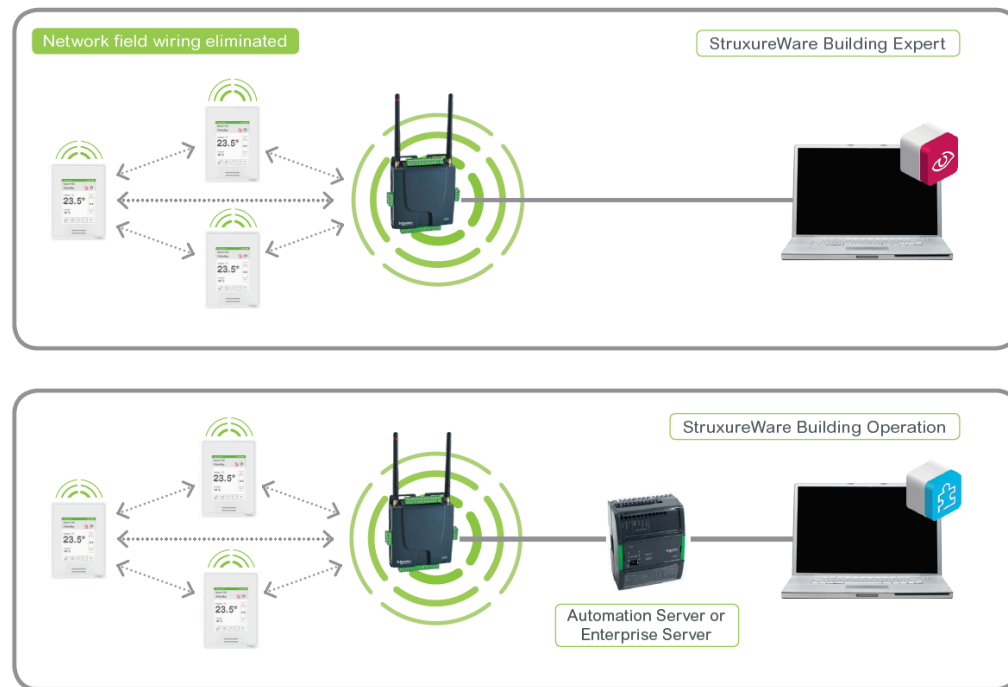 Network field wiring eliminated
StruxureWare Building Expert
23.5°
23.5°
23.5°
StruxureWare Building Operation
23.5°
23.5°
23.5°
Automation Server or
Enterprise Server